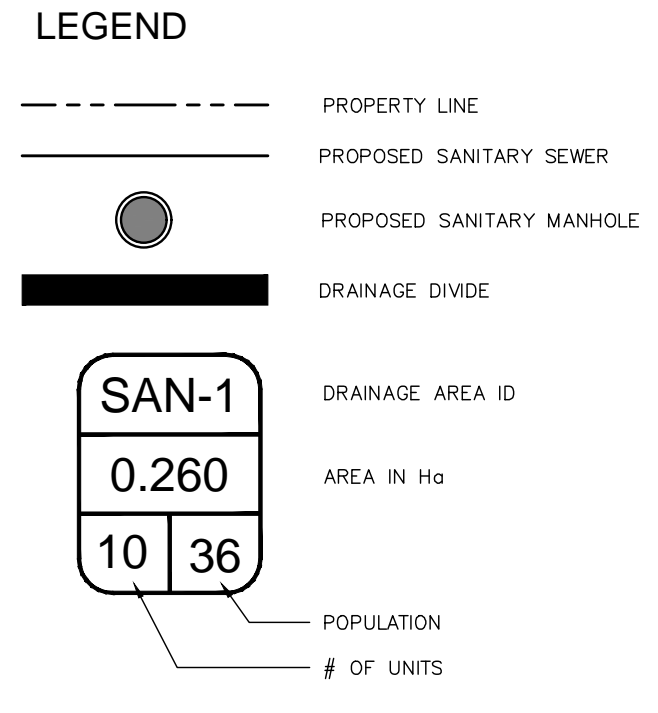 LEGEND
PROPERTY LINE
PROPOSED SANITARY SEWER
PROPOSED SANITARY MANHOLE
DRAINAGE DIVIDE
SAN-1
DRAINAGE AREA ID
0.260
AREA IN Ha
10
36
POPULATION
# OF UNITS